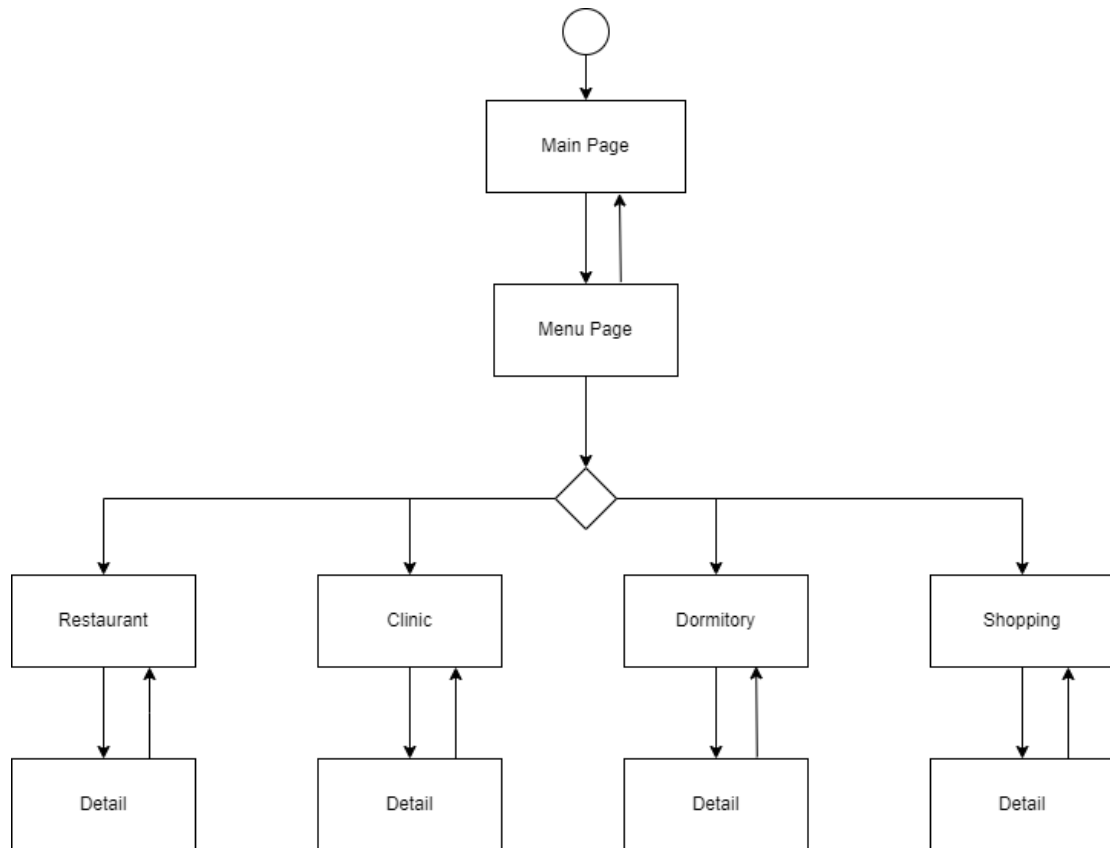 Main Page
Menu Page
Restaurant
Clinic
Dormitory
Shopping
Detail
Detail
Detail
Detail